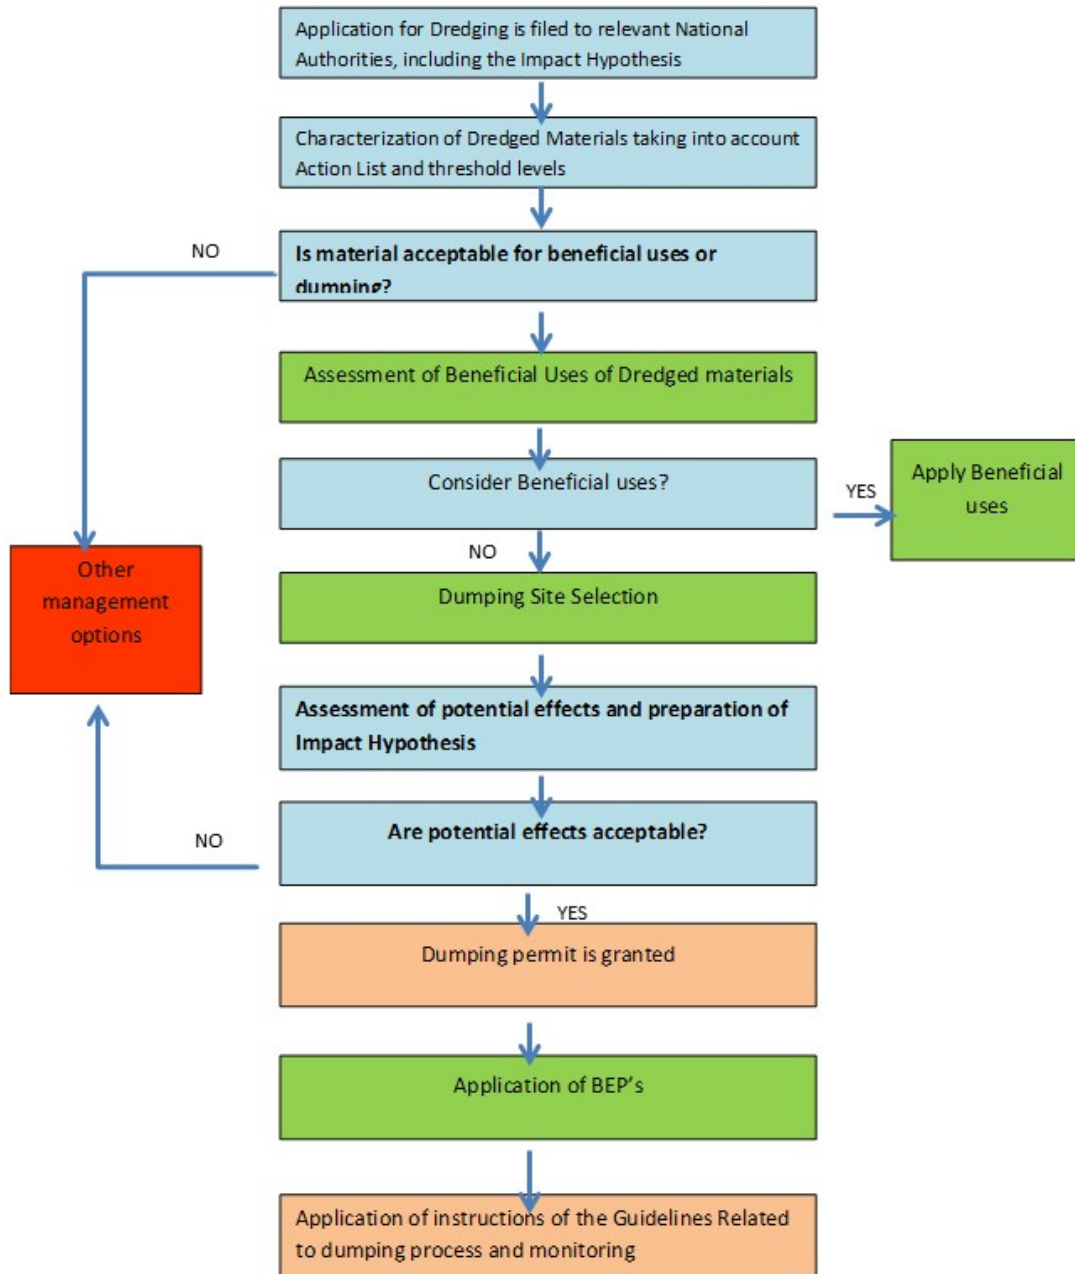 Application for Dredging is filed to relevant National
Authorities, including the Impact Hypothesis
Characterization of Dredged Materials taking into account
Action List and threshold levels
NO
Is material acceptable for beneficial uses or
dumping?
Assessment of Beneficial Uses of Dredged materials
Consider Beneficial uses?
YES
Apply Beneficial
uses
NO
Other
management
options
Dumping Site Selection
Assessment of potential effects and preparation of
Impact Hypothesis
Are potential effects acceptable?
NO
YES
Dumping permit is granted
Application of BEP's
Application of instructions of the Guidelines Related
to dumping process and monitoring